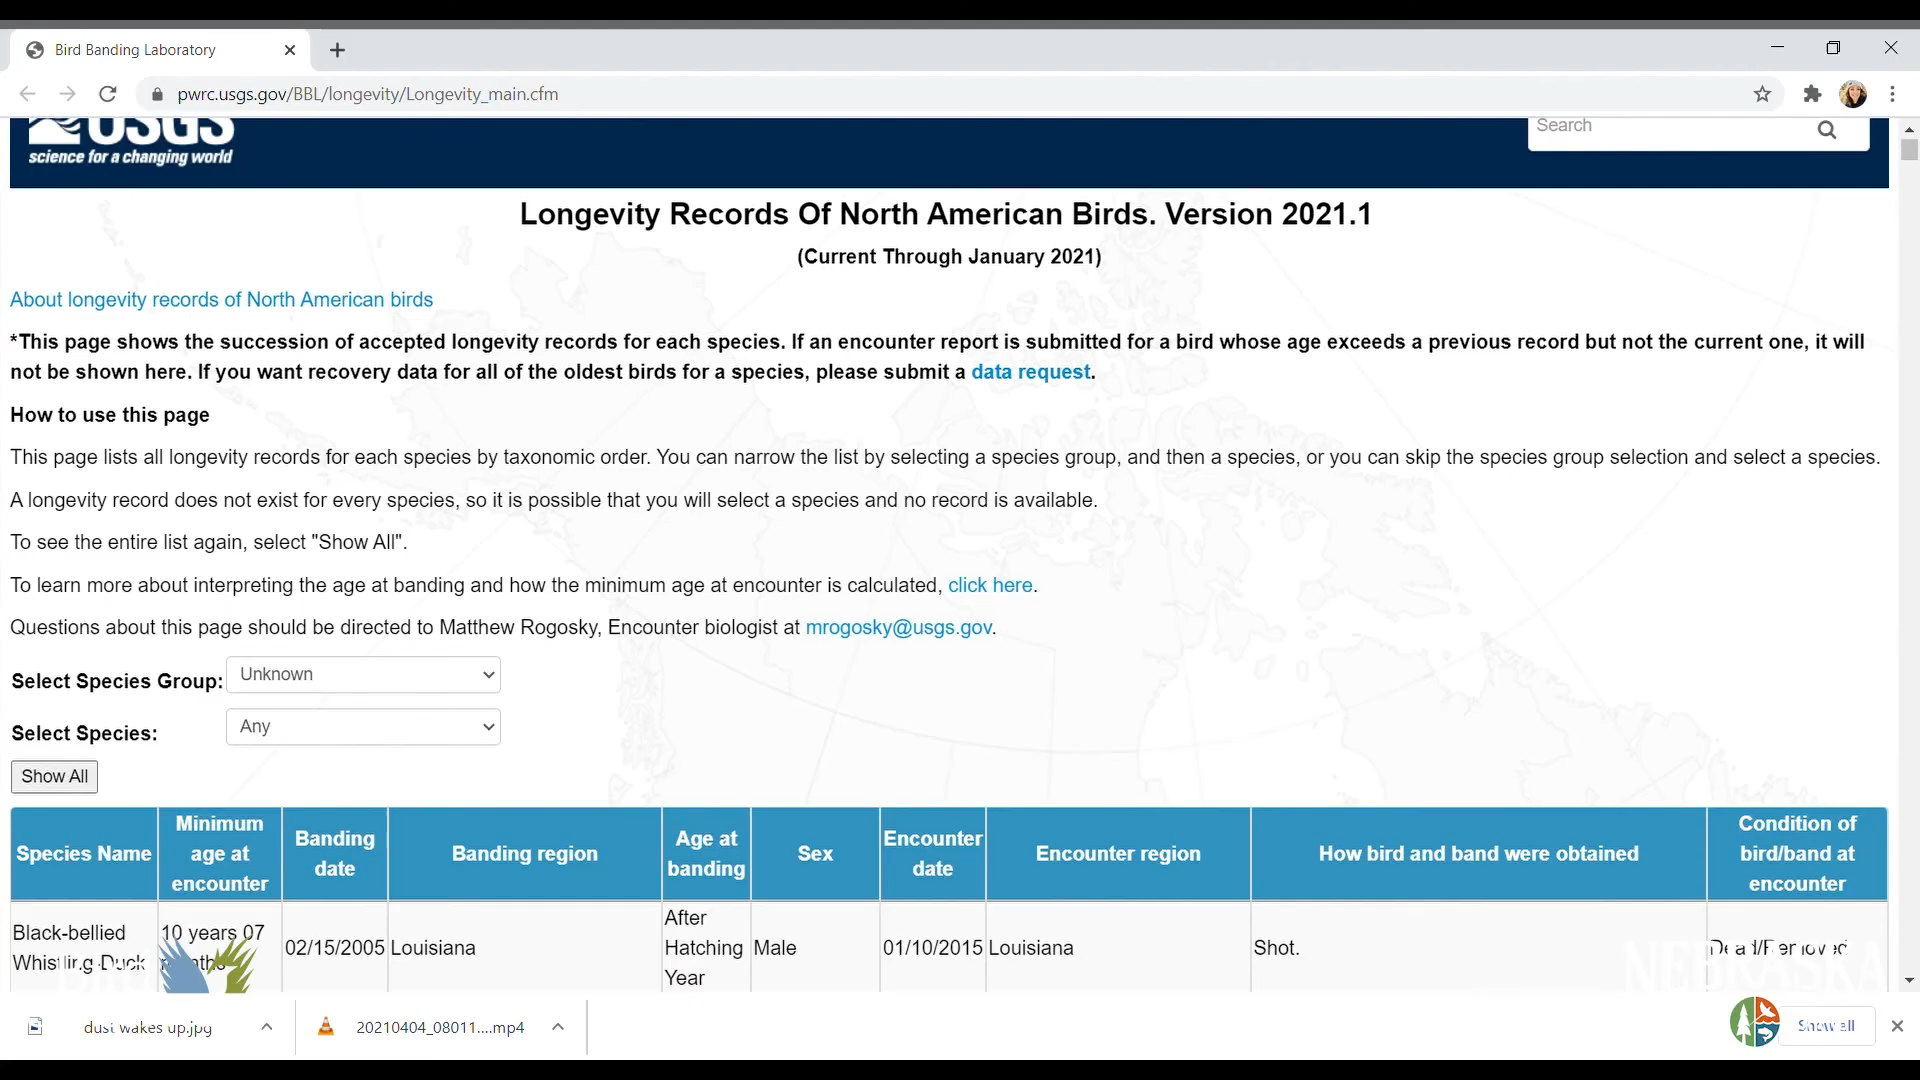 Bird Banding Laboratory
pwrc.usgs.gov/BBL/longevity/Longevity_main.cfm
USGS
science for a changing world
Search
Longevity Records Of North American Birds. Version 2021.1
(Current Through January 2021)
About longevity records of North American birds
*This page shows the succession of accepted longevity records for each species. If an encounter report is submitted for a bird whose age exceeds a previous record but not the current one, it will
not be shown here. If you want recovery data for all of the oldest birds for a species, please submit a data request.
How to use this page
This page lists all longevity records for each species by taxonomic order. You can narrow the list by selecting a species group, and then a species, or you can skip the species group selection and select a species.
A longevity record does not exist for every species, so it is possible that you will select a species and no record is available.
To see the entire list again, select "Show All".
To learn more about interpreting the age at banding and how the minimum age at encounter is calculated, click here.
Questions about this page should be directed to Matthew Rogosky, Encounter biologist at mrogosky@usgs.gov.
Select Species Group: Unknown
Select Species: Any
Show All
Species Name
Minimum
age at
encounter
Banding
date
Banding region
Age at
banding
Sex
Encounter
date
Encounter region
How bird and band were obtained
Condition of
bird/band at
encounter
Black-bellied
Whistling-Duck
10 years 07
02/15/2005
Louisiana
After
Hatching
Year
Male
01/10/2015
Louisiana
Shot.
Dead/Removed
NEBRASKA
dust wakes up.jpg
20210404_08011....mp4
Show all